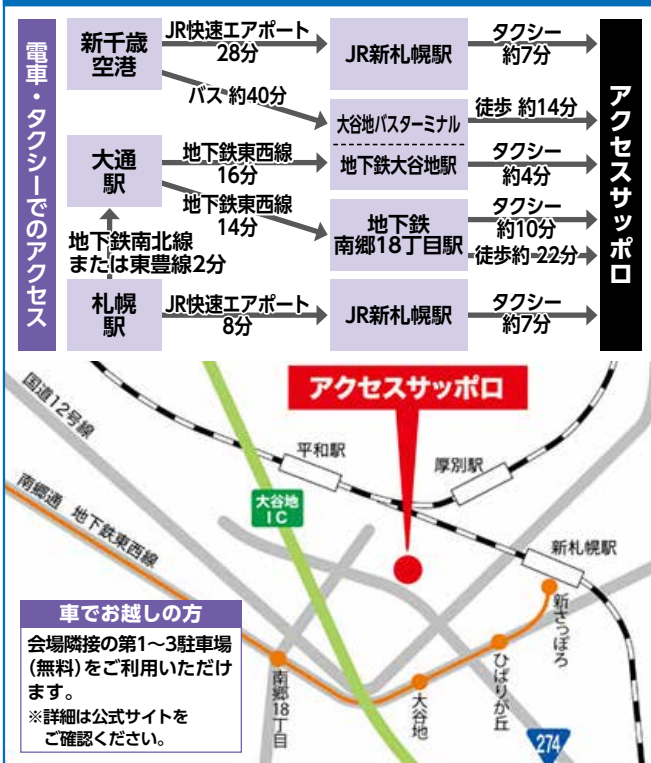 電車・タクシーでのアクセス
新千歳
空港
JR快速エアポート
28分
JR新札幌駅
タクシー
約7分
バス 約40分
大谷地バスターミナル
徒歩 約14分
大通
駅
地下鉄東西線
16分
地下鉄大谷地駅
タクシー
約4分
地下鉄東西線
14分
地下鉄
南郷18丁目駅
タクシー
約10分
徒歩約 22分
地下鉄南北線
または東豊線2分
札幌
駅
JR快速エアポート
8分
JR新札幌駅
タクシー
約7分
アクセスサッポロ
アクセスサッポロ
国道12号線
平和駅
厚別駅
南郷通 地下鉄東西線
大谷地
IC
新札幌駅
新さっぽろ
ひばりが丘
大谷地
南郷18丁目
274
車でお越しの方
会場隣接の第1〜3駐車場
(無料)をご利用いただけ
ます。
※詳細は公式サイトを
ご確認ください。